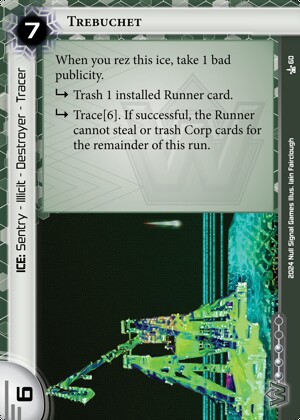 7
TREBUCHET
When you rez this ice, take 1 bad
publicity.
↳ Trash 1 installed Runner card.
↳ Trace[6]. If successful, the Runner
cannot steal or trash Corp cards for
the remainder of this run.
ICE: Sentry - Illicit - Destroyer - Tracer
60
2024 Null Signal Games Illus. Iain Fairclough
6